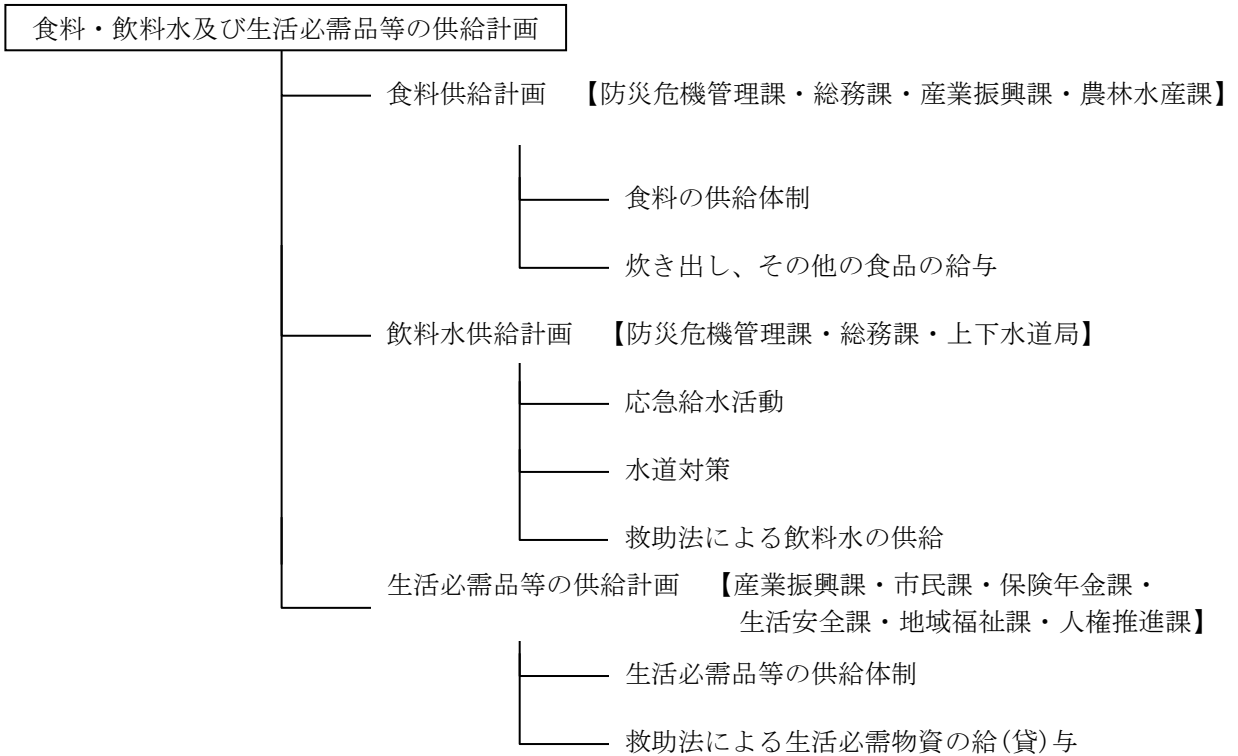 食料・飲料水及び生活必需品等の供給計画
食料供給計画　【防災危機管理課・総務課・産業振興課・農林水産課】
食料の供給体制
炊き出し、その他の食品の給与
飲料水供給計画　【防災危機管理課・総務課・上下水道局】
応急給水活動
水道対策
救助法による飲料水の供給
生活必需品等の供給計画　【産業振興課・市民課・保険年金課・
生活安全課・地域福祉課・人権推進課】
生活必需品等の供給体制
救助法による生活必需物資の給(貸)与